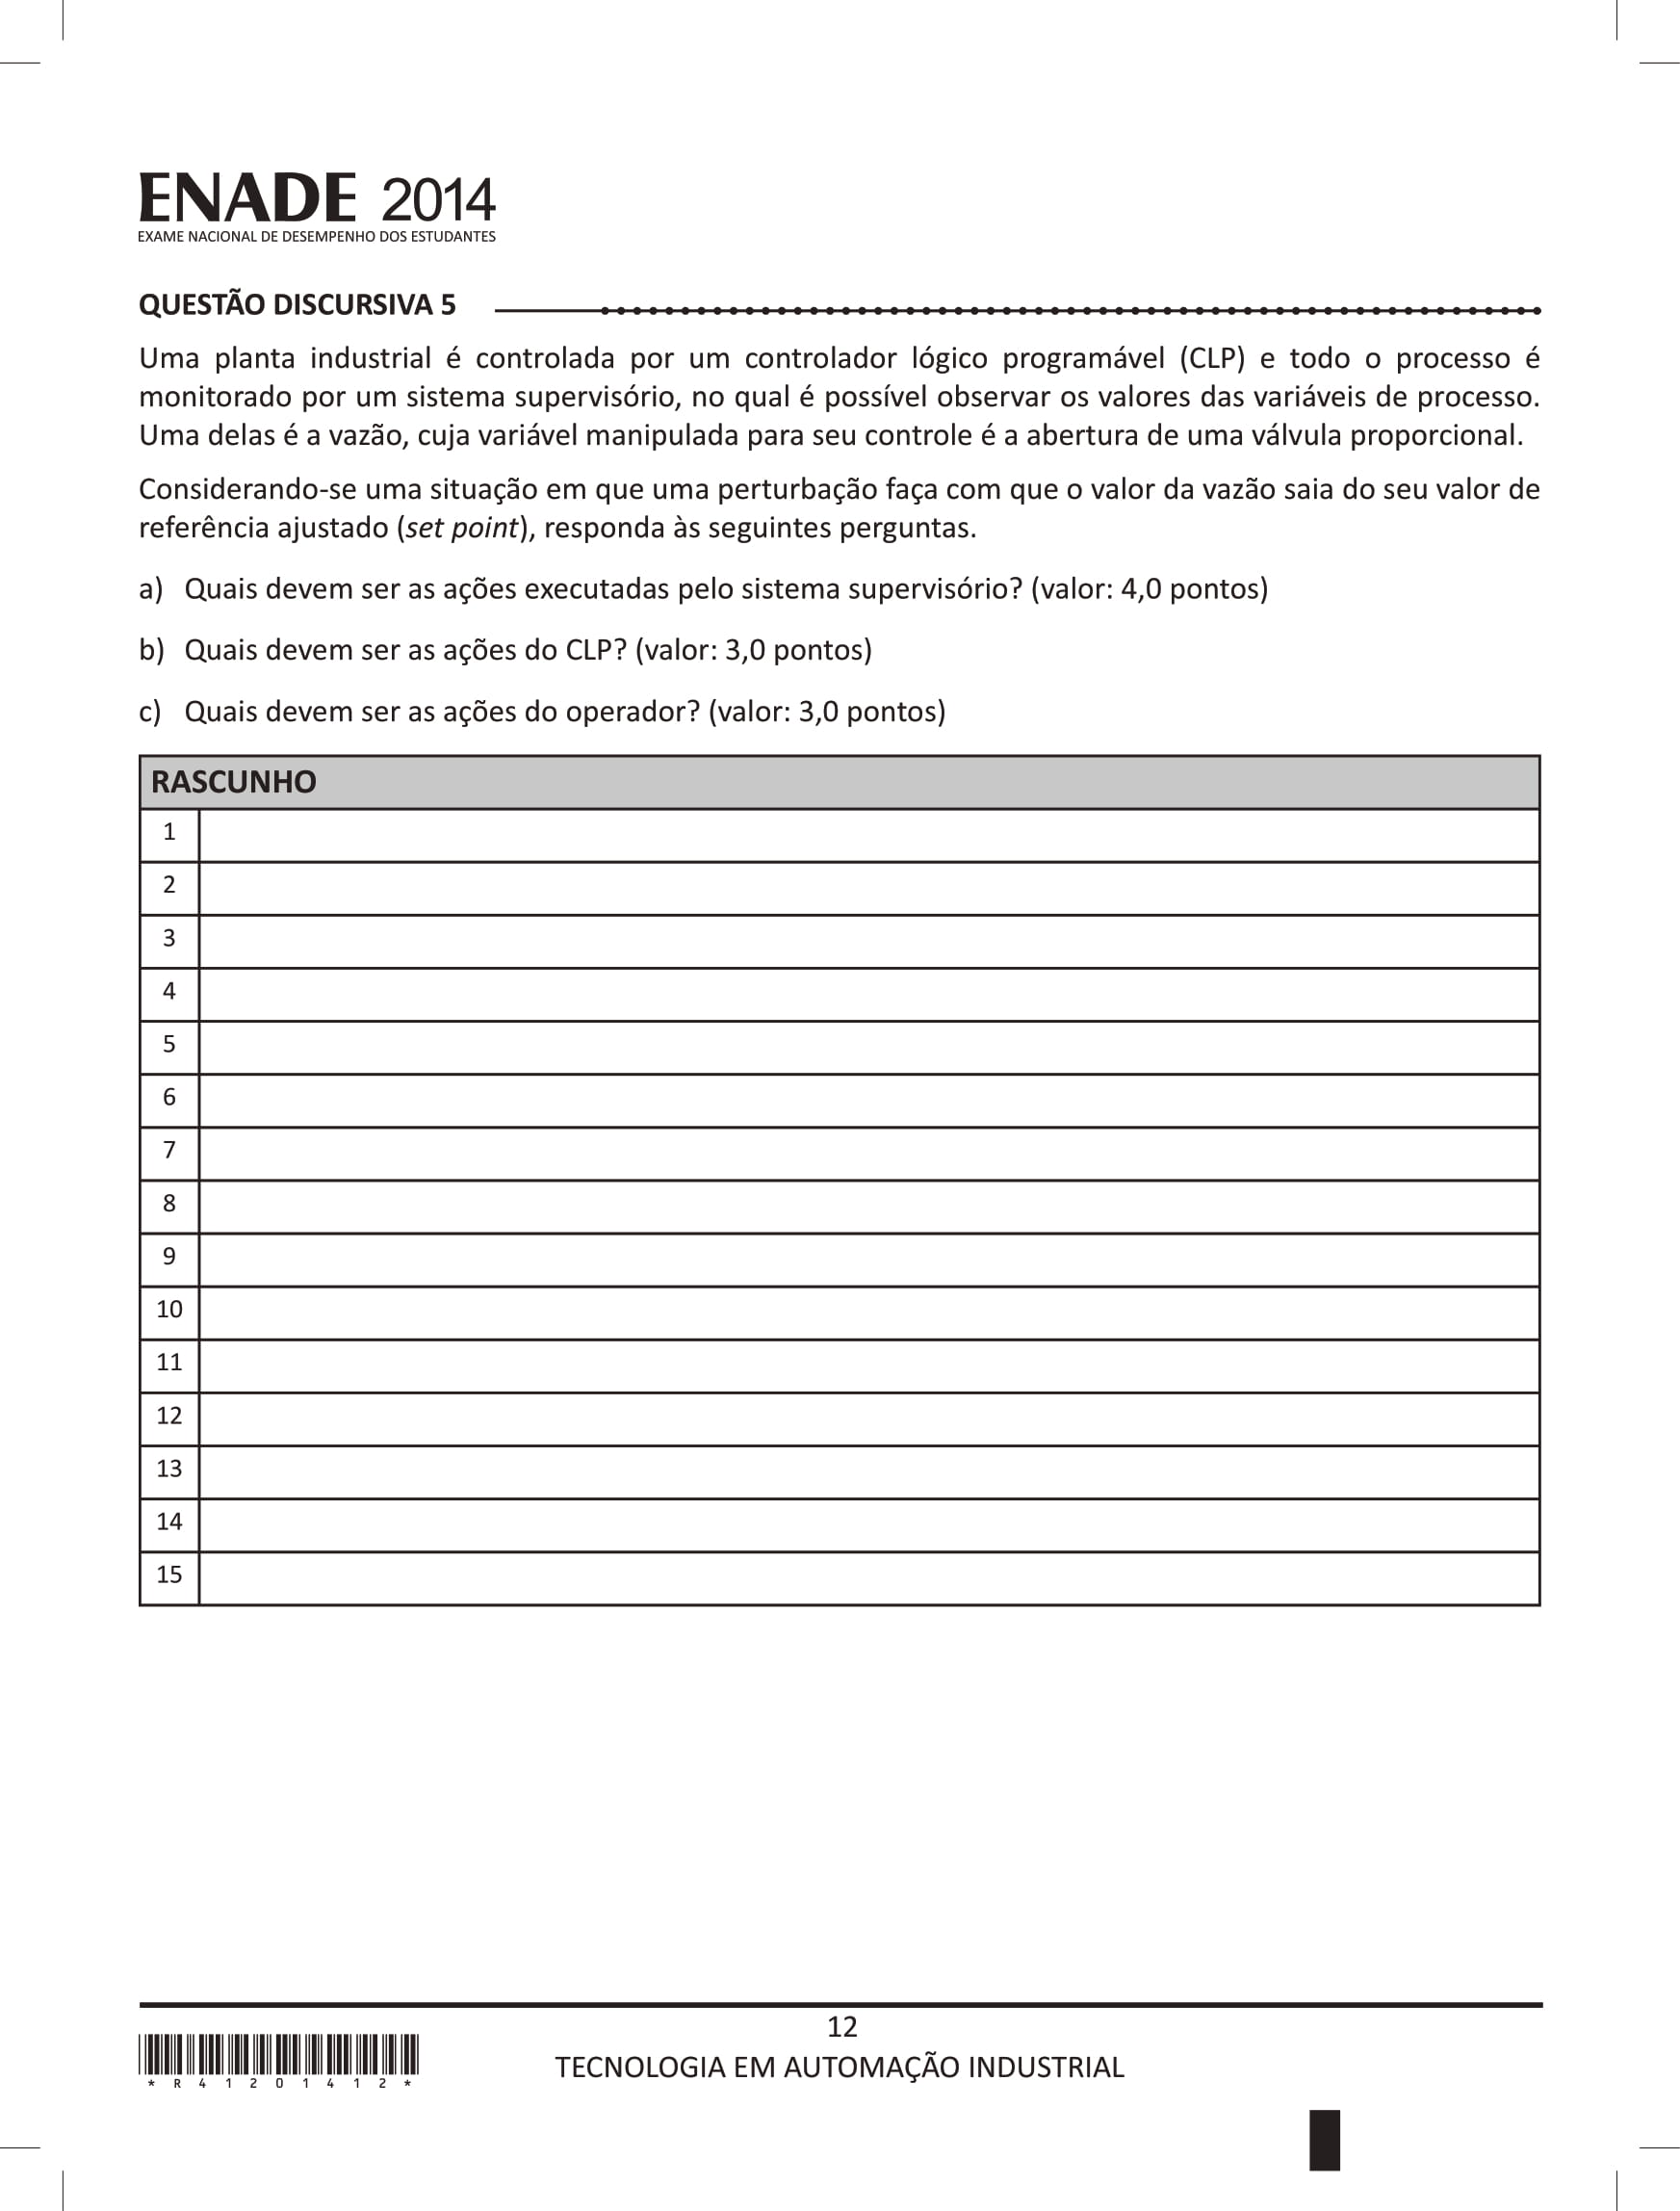 ENADE 2014
EXAME NACIONAL DE DESEMPENHO DOS ESTUDANTES
QUESTÃO DISCURSIVA 5
Uma planta industrial é controlada por um controlador lógico programável (CLP) e todo o processo é
monitorado por um sistema supervisório, no qual é possível observar os valores das variáveis de processo.
Uma delas é a vazão, cuja variável manipulada para seu controle é a abertura de uma válvula proporcional.
Considerando-se uma situação em que uma perturbação faça com que o valor da vazão saia do seu valor de
referência ajustado (set point), responda às seguintes perguntas.
a) Quais devem ser as ações executadas pelo sistema supervisório? (valor: 4,0 pontos)
b) Quais devem ser as ações do CLP? (valor: 3,0 pontos)
c) Quais devem ser as ações do operador? (valor: 3,0 pontos)
RASCUNHO
1
2
3
4
5
6
7
8
9
10
11
12
13
14
15
12
TECNOLOGIA EM AUTOMAÇÃO INDUSTRIAL
* R 4 1 2 0 1 4 1 2 *